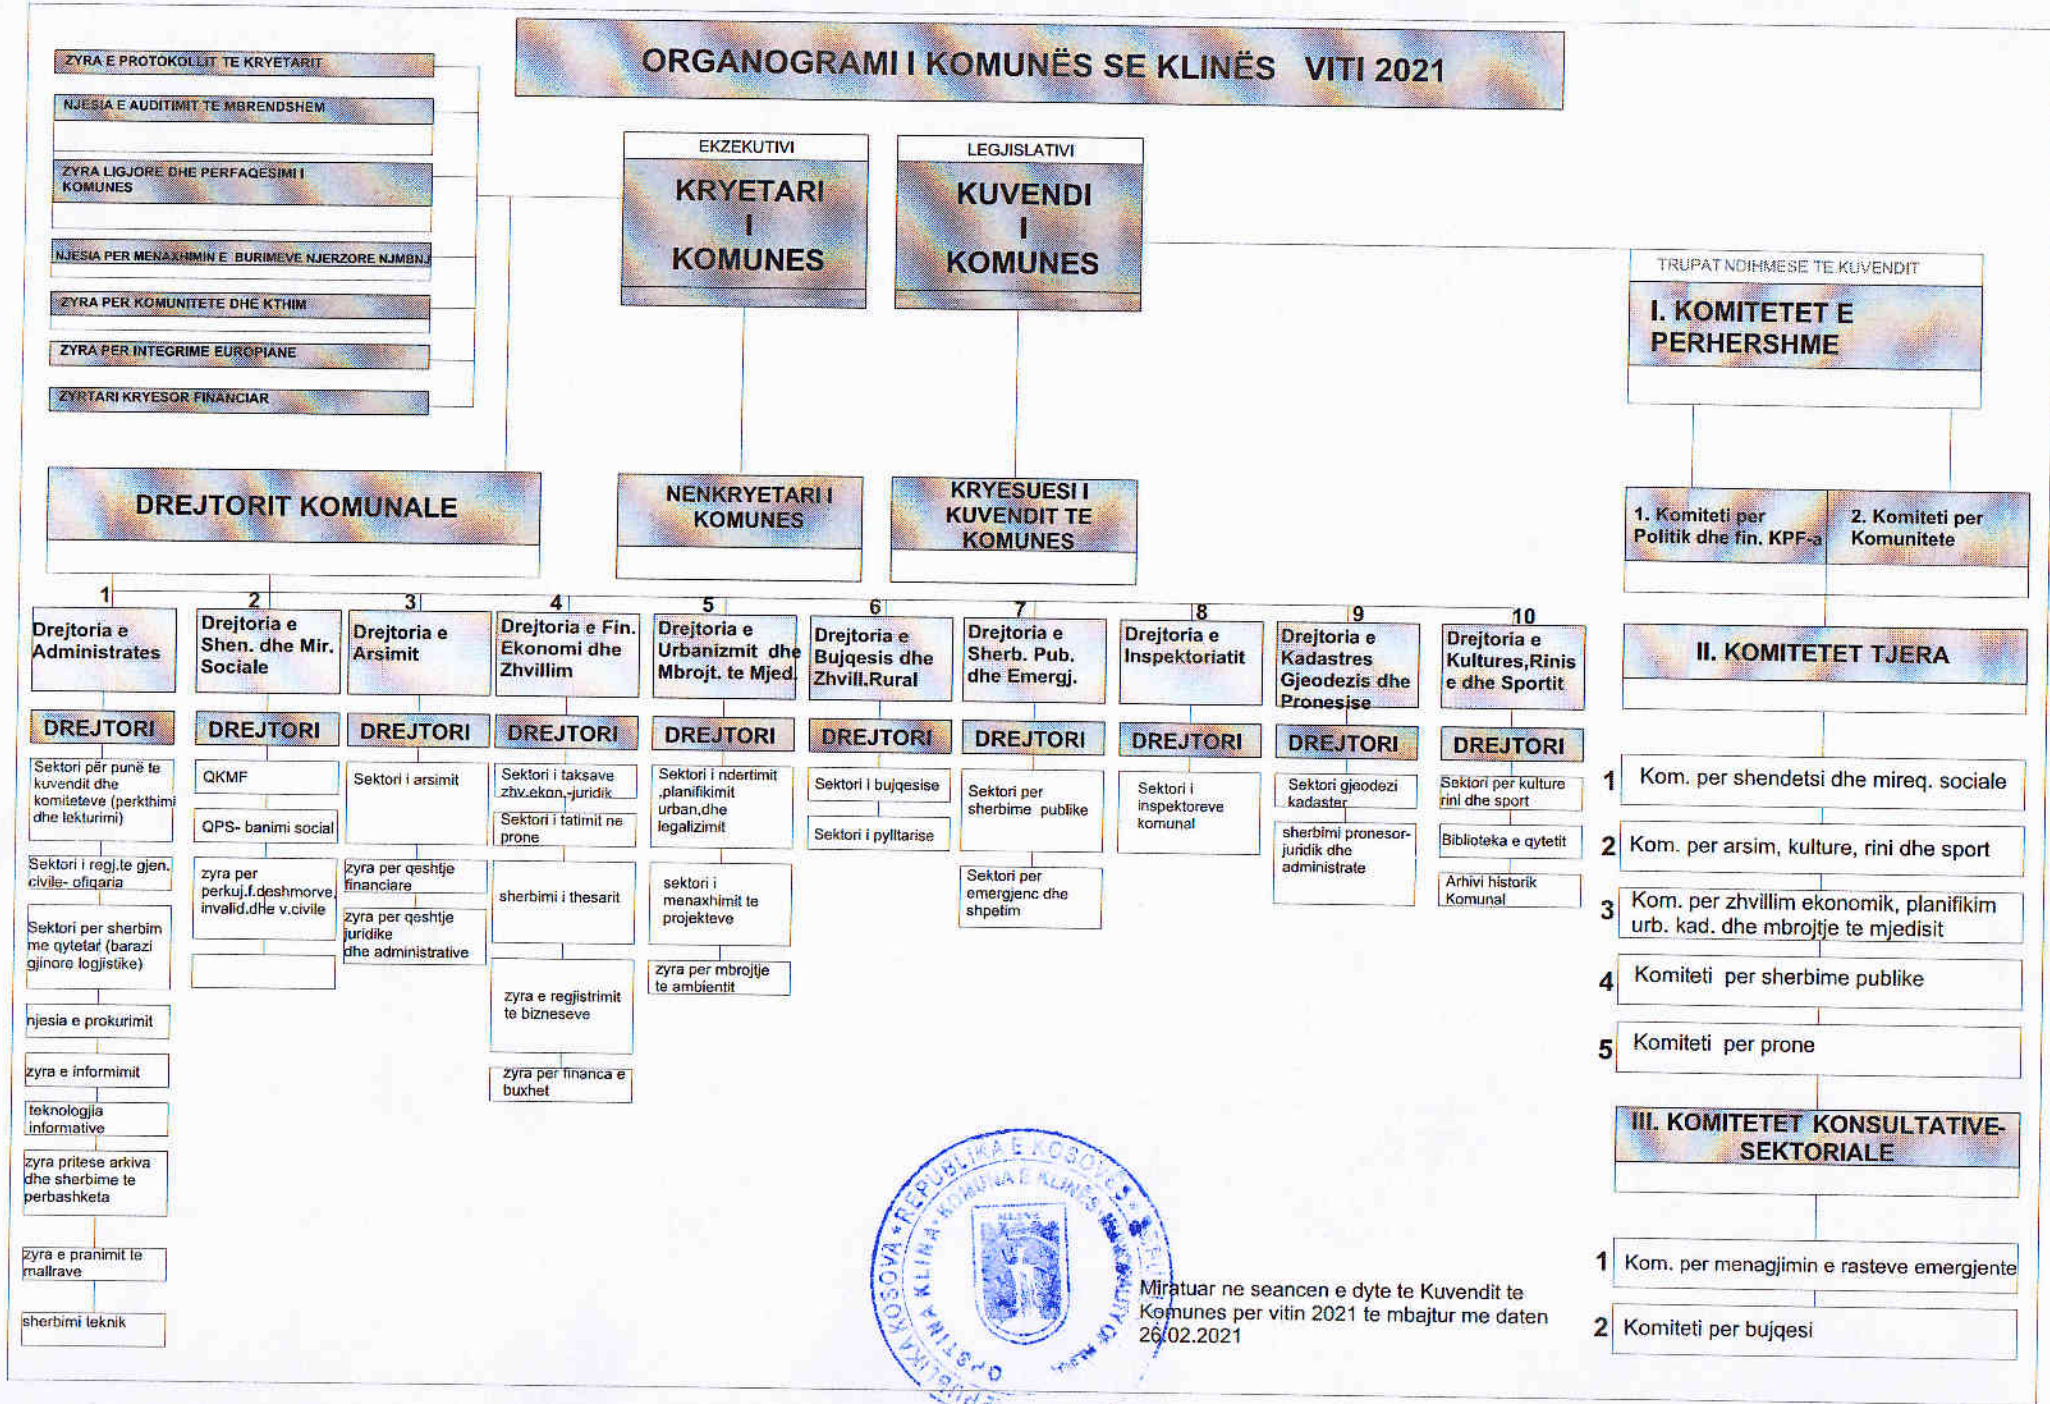 ORGANOGRAMI I KOMUNËS SE KLINËS VITI 2021
ZYRA E PROTOKOLLIT TE KRYETARIT
NJESIA E AUDITIMIT TE MBRENDSHEM
ZYRA LIGJORE DHE PERFAQESIMI I
KOMUNES
NJESIA PER MENAXHIMIN E BURIMEVE NJERZORE NJMBNJ
ZYRA PER KOMUNITETE DHE KTHIM
ZYRA PER INTEGRIME EUROPIANE
ZYRTARI KRYESOR FINANCIAR
EKZEKUTIVI
KRYETARI
I
KOMUNES
LEGJISLATIVI
KUVENDI
I
KOMUNES
TRUPAT NDIHMESE TE KUVENDIT
I. KOMITETET E
PERHERSHME
DREJTORIT KOMUNALE
NENKRYETARI I
KOMUNES
KRYESUESI I
KUVENDIT TE
KOMUNES
1. Komiteti per
Politik dhe fin. KPF-a
2. Komiteti per
Komunitete
1
Drejtoria e
Administrates
DREJTORI
Sektori për punë te
kuvendit dhe
komiteteve (perkthimi
dhe lekturimi)
Sektori i regj.te gjen.
civile- ofiqaria
Sektori per sherbim
me qytetar (barazi
gjinore logjistike)
njesia e prokurimit
zyra e informimit
teknologjia
informative
zyra pritese arkiva
dhe sherbime te
perbashketa
zyra e pranimit te
mallrave
sherbimi teknik
2
Drejtoria e
Shen. dhe Mir.
Sociale
DREJTORI
QKMF
QPS- banimi social
zyra per
perkuj.f.deshmorve,
invalid.dhe v.civile
3
Drejtoria e
Arsimit
DREJTORI
Sektori i arsimit
zyra per qeshtje
financiare
zyra per qeshtje
juridike
dhe administrative
4
Drejtoria e Fin.
Ekonomi dhe
Zhvillim
DREJTORI
Sektori i taksave
zhv.ekon.-juridik
Sektori i tatimit ne
prone
sherbimi i thesarit
zyra e regjistrimit
te bizneseve
zyra per financa e
buxhet
5
Drejtoria e
Urbanizmit dhe
Mbrojt. te Mjed.
DREJTORI
Sektori i ndertimit
,planifikimit
urban,dhe
legalizimit
sektori i
menaxhimit te
projekteve
zyra per mbrojtje
te ambientit
6
Drejtoria e
Bujqesis dhe
Zhvill.Rural
DREJTORI
Sektori i bujqesise
Sektori i pylltarise
7
Drejtoria e
Sherb. Pub.
dhe Emergj.
DREJTORI
Sektori per
sherbime publike
Sektori per
emergjenc dhe
shpetim
8
Drejtoria e
Inspektoriatit
DREJTORI
Sektori i
inspektoreve
komunal
9
Drejtoria e
Kadastres
Gjeodezis dhe
Pronesise
DREJTORI
Sektori gjeodezi
kadaster
sherbimi pronesor-
juridik dhe
administrate
10
Drejtoria e
Kultures,Rinis
e dhe Sportit
DREJTORI
Sektori per kulture
rini dhe sport
Biblioteka e qytetit
Arhivi historik
Komunal
II. KOMITETET TJERA
1 Kom. per shendetsi dhe mireq. sociale
2 Kom. per arsim, kulture, rini dhe sport
3 Kom. per zhvillim ekonomik, planifikim
urb. kad. dhe mbrojtje te mjedisit
4 Komiteti per sherbime publike
5 Komiteti per prone
III. KOMITETET KONSULTATIVE-
SEKTORIALE
1 Kom. per menagjimin e rasteve emergjente
2 Komiteti per bujqesi
REPUBLIKA E KOSOVËS
KOMUNA E KLINËS
OPSTINA KLINA
KOSOVA
Miratuar ne seancen e dyte te Kuvendit te
Komunes per vitin 2021 te mbajtur me daten
26.02.2021